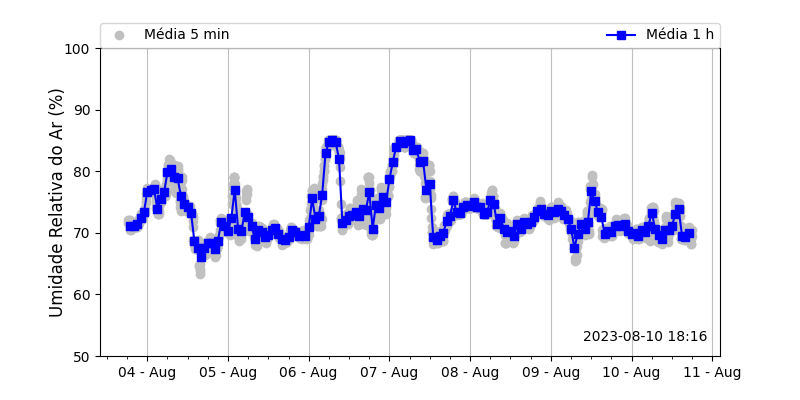 Média 5 min
Média 1 h
Umidade Relativa do Ar (%)
100
90
80
70
60
50
2023-08-10 18:16
04 - Aug
05 - Aug
06 - Aug
07 - Aug
08 - Aug
09 - Aug
10 - Aug
11 - Aug